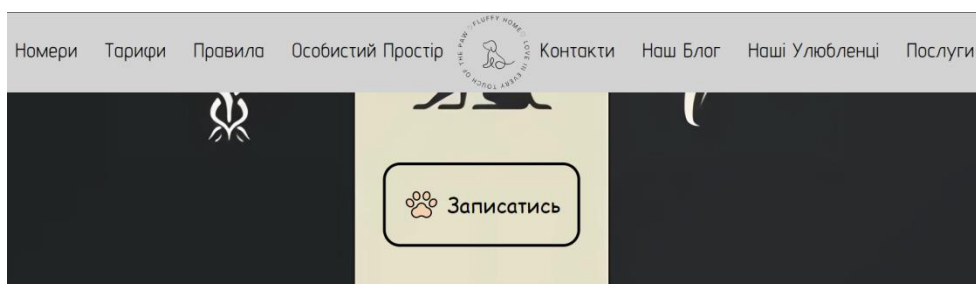 Номери Тарифи Правила Особистий Простір
FLUFFY HOME
LOVE IN EVERY TOUCH OF THE PAW
Контакти Наш Блог Наші Улюбленці Послуги
Записатись